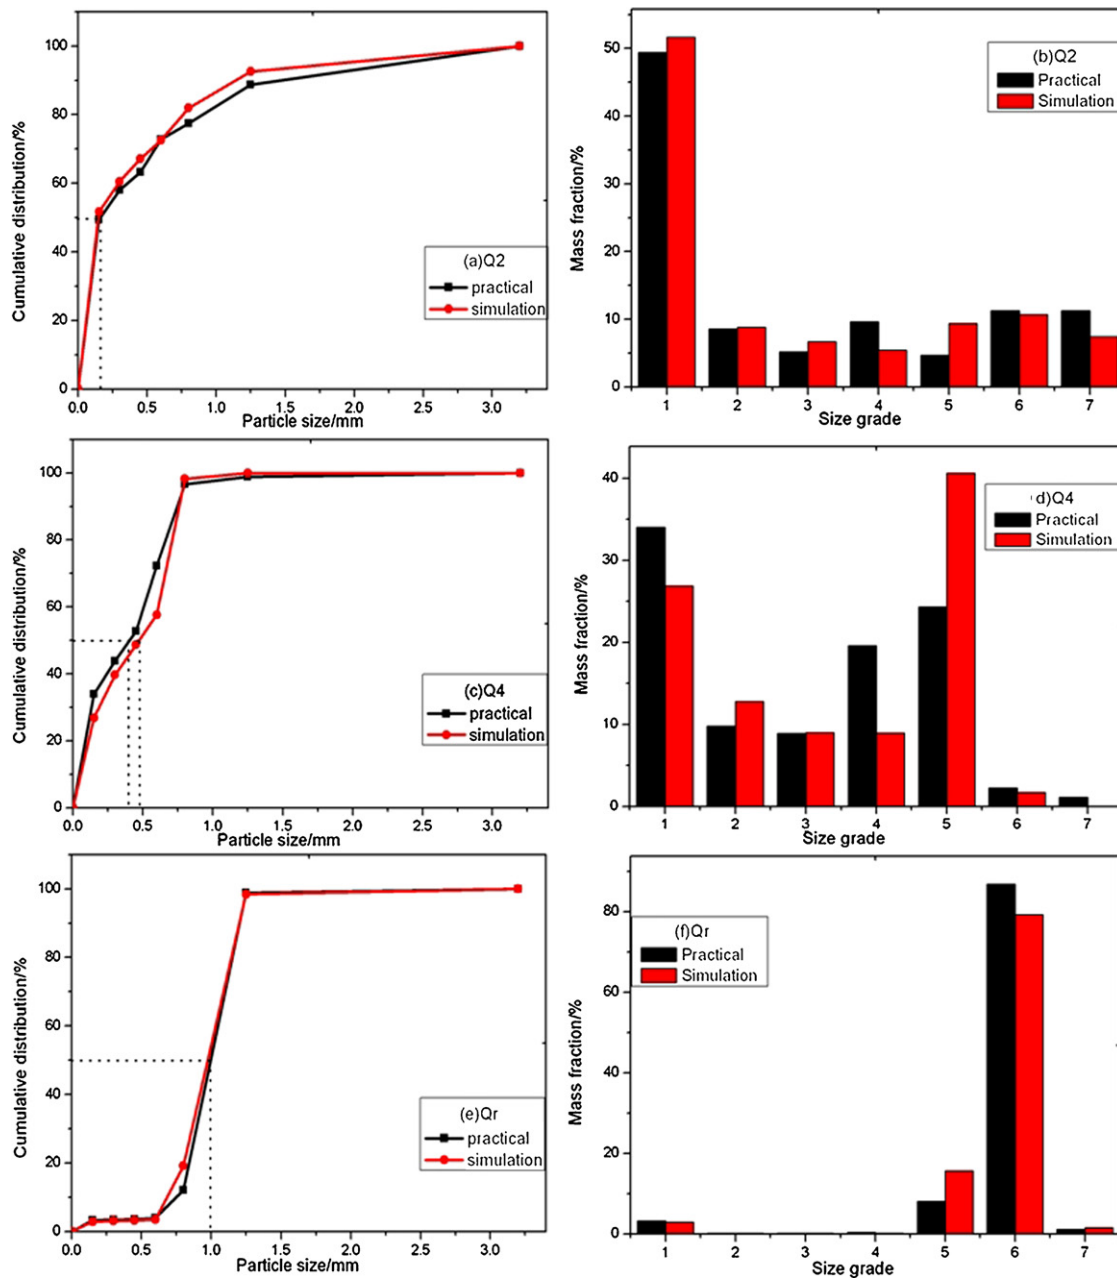 100
80
60
40
20
0
Cumulative distribution/%
(a)Q2
practical
simulation
0.0
0.5
1.0
1.5
2.0
2.5
3.0
Particle size/mm
50
40
30
20
10
0
Mass fraction/%
(b)Q2
Practical
Simulation
1
2
3
4
5
6
7
Size grade
100
80
60
40
20
0
Cumulative distribution/%
(c)Q4
practical
simulation
0.0
0.5
1.0
1.5
2.0
2.5
3.0
Particle size/mm
40
30
20
10
0
Mass fraction/%
d)Q4
Practical
Simulation
1
2
3
4
5
6
7
Size grade
100
80
60
40
20
0
Cumulative distribution/%
(e)Qr
practical
simulation
0.0
0.5
1.0
1.5
2.0
2.5
3.0
Particle size/mm
80
60
40
20
0
Mass fraction/%
(f)Qr
Practical
Simulation
1
2
3
4
5
6
7
Size grade